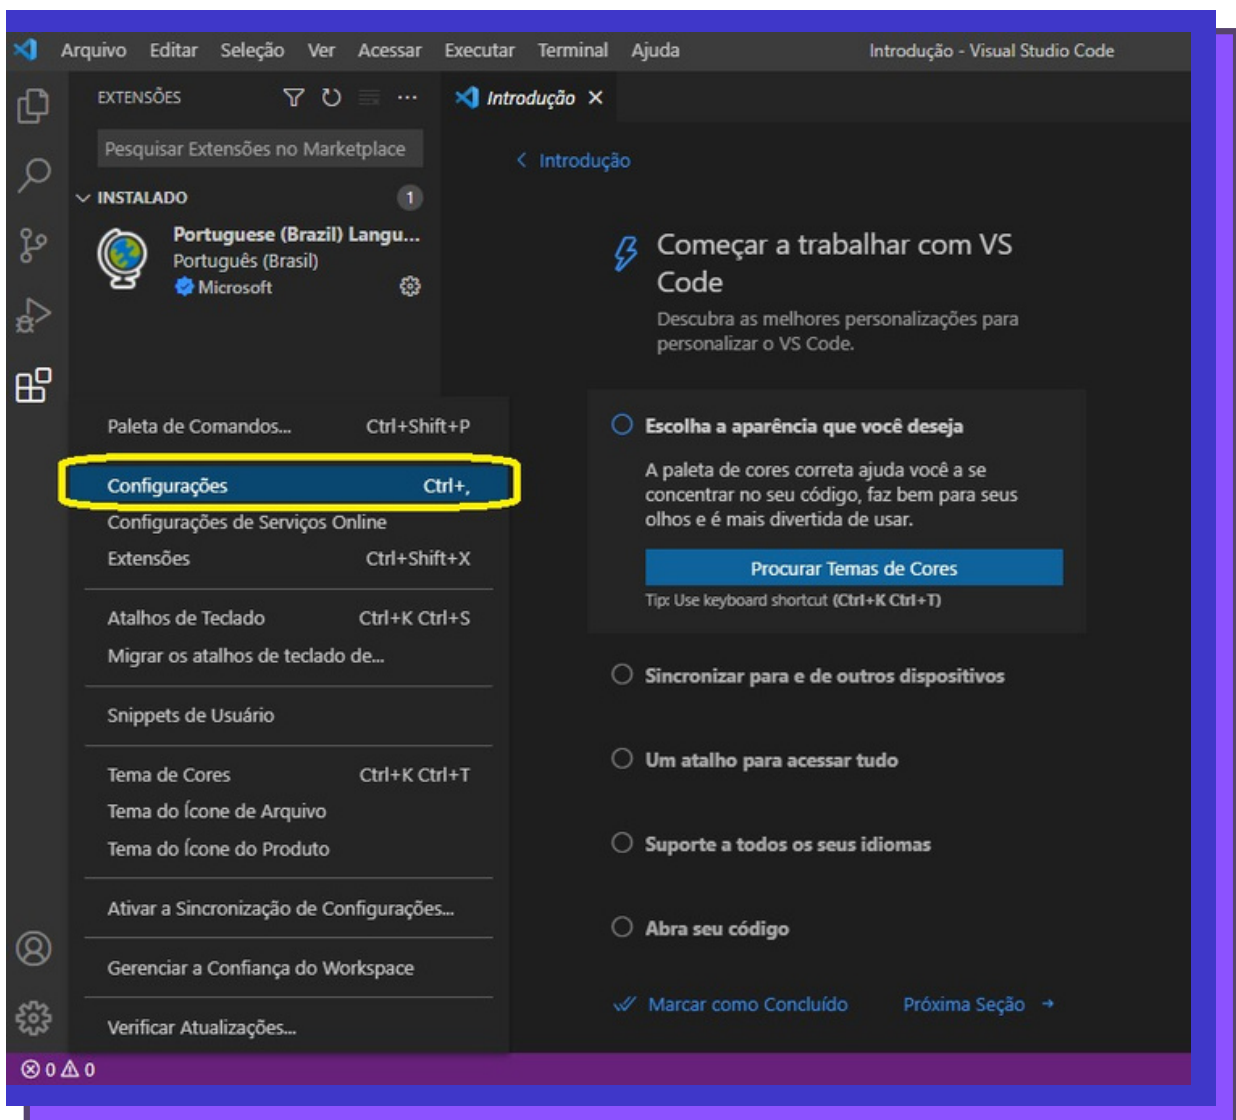 Arquivo Editar Seleção Ver Acessar Executar Terminal Ajuda Introdução - Visual Studio Code
EXTENSÕES
Introdução
Pesquisar Extensões no Marketplace
INSTALADO 1
Portuguese (Brazil) Langu...
Português (Brasil)
Microsoft
Paleta de Comandos... Ctrl+Shift+P
Configurações Ctrl+,
Configurações de Serviços Online
Extensões Ctrl+Shift+X
Atalhos de Teclado Ctrl+K Ctrl+S
Migrar os atalhos de teclado de...
Snippets de Usuário
Tema de Cores Ctrl+K Ctrl+T
Tema do Ícone de Arquivo
Tema do Ícone do Produto
Ativar a Sincronização de Configurações...
Gerenciar a Confiança do Workspace
Verificar Atualizações...
Introdução
Começar a trabalhar com VS
Code
Descubra as melhores personalizações para
personalizar o VS Code.
Escolha a aparência que você deseja
A paleta de cores correta ajuda você a se
concentrar no seu código, faz bem para seus
olhos e é mais divertida de usar.
Procurar Temas de Cores
Tip: Use keyboard shortcut (Ctrl+K Ctrl+T)
Sincronizar para e de outros dispositivos
Um atalho para acessar tudo
Suporte a todos os seus idiomas
Abra seu código
Marcar como Concluído Próxima Seção
0 0